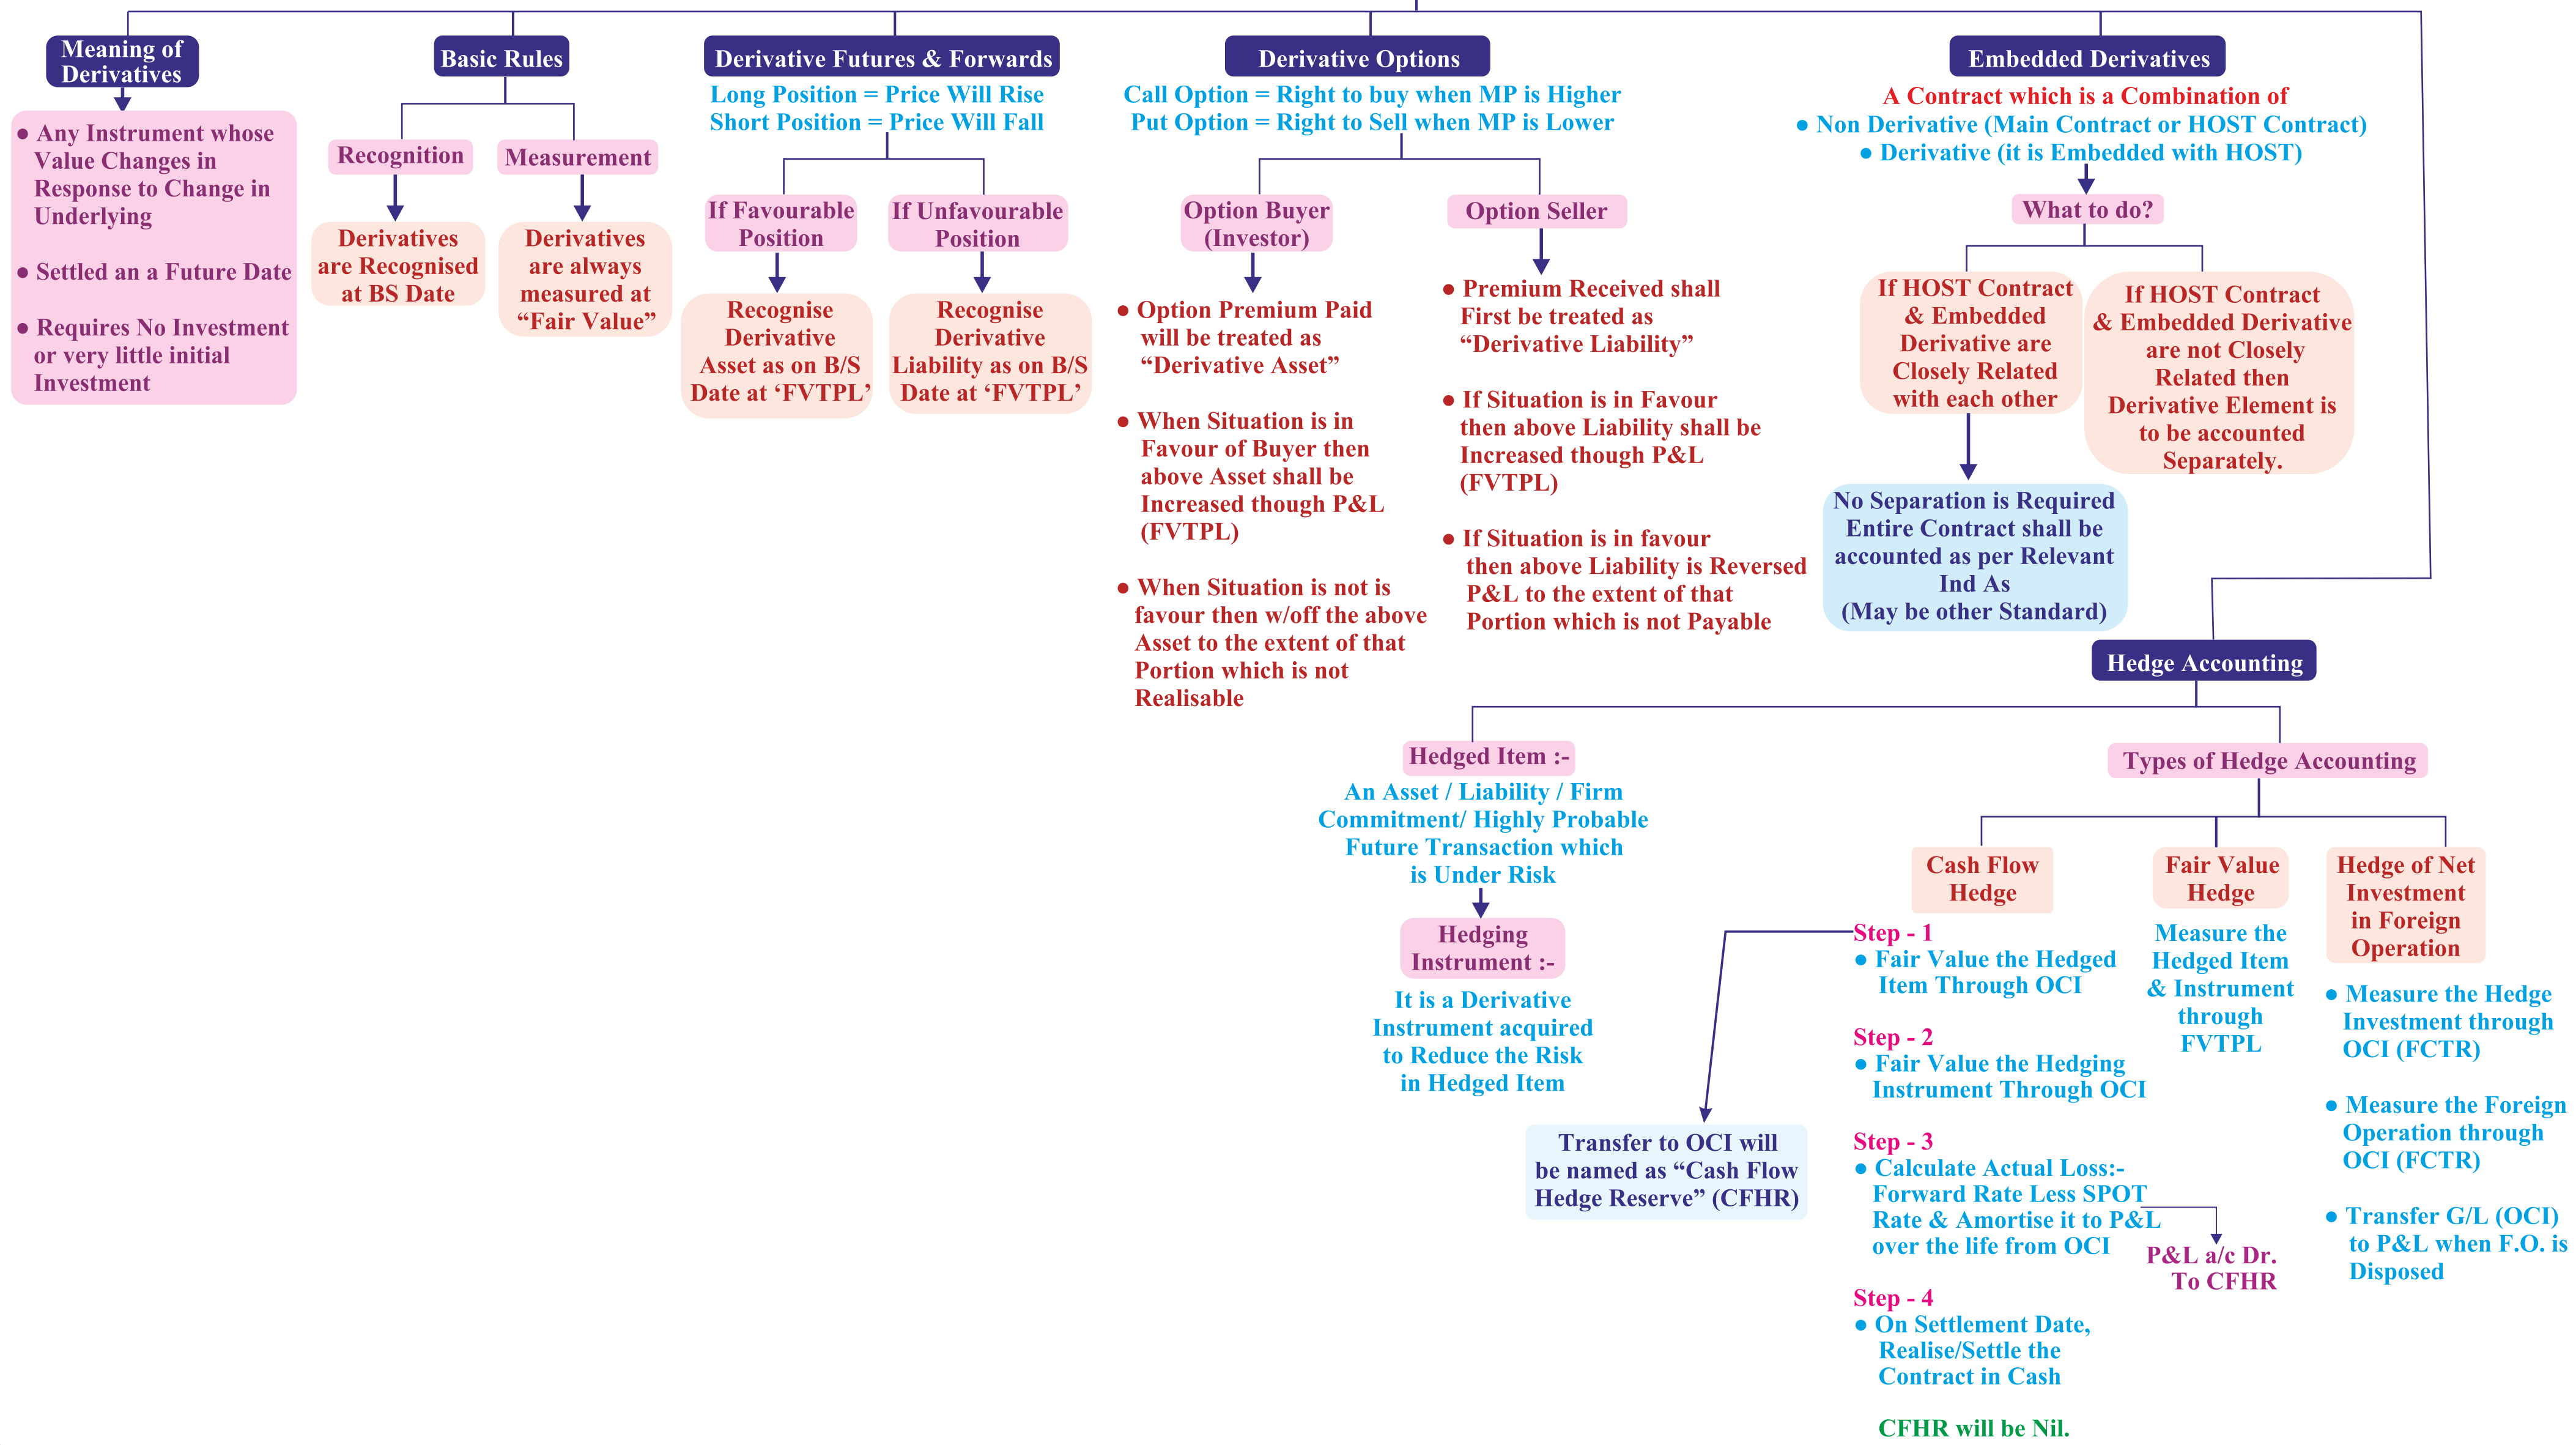 Meaning of
Derivatives
● Any Instrument whose
Value Changes in
Response to Change in
Underlying
● Settled an a Future Date
● Requires No Investment
or very little initial
Investment
Basic Rules
Recognition
Derivatives
are Recognised
at BS Date
Measurement
Derivatives
are always
measured at
“Fair Value”
Derivative Futures & Forwards
Long Position = Price Will Rise
Short Position = Price Will Fall
If Favourable
Position
Recognise
Derivative
Asset as on B/S
Date at ‘FVTPL’
If Unfavourable
Position
Recognise
Derivative
Liability as on B/S
Date at ‘FVTPL’
Derivative Options
Call Option = Right to buy when MP is Higher
Put Option = Right to Sell when MP is Lower
Option Buyer
(Investor)
● Option Premium Paid
will be treated as
“Derivative Asset”
● When Situation is in
Favour of Buyer then
above Asset shall be
Increased though P&L
(FVTPL)
● When Situation is not is
favour then w/off the above
Asset to the extent of that
Portion which is not
Realisable
Option Seller
● Premium Received shall
First be treated as
“Derivative Liability”
● If Situation is in Favour
then above Liability shall be
Increased though P&L
(FVTPL)
● If Situation is in favour
then above Liability is Reversed
P&L to the extent of that
Portion which is not Payable
Embedded Derivatives
A Contract which is a Combination of
● Non Derivative (Main Contract or HOST Contract)
● Derivative (it is Embedded with HOST)
What to do?
If HOST Contract
& Embedded
Derivative are
Closely Related
with each other
No Separation is Required
Entire Contract shall be
accounted as per Relevant
Ind As
(May be other Standard)
If HOST Contract
& Embedded Derivative
are not Closely
Related then
Derivative Element is
to be accounted
Separately.
Hedge Accounting
Hedged Item :-
An Asset / Liability / Firm
Commitment/ Highly Probable
Future Transaction which
is Under Risk
Hedging
Instrument :-
It is a Derivative
Instrument acquired
to Reduce the Risk
in Hedged Item
Types of Hedge Accounting
Cash Flow
Hedge
Step - 1
● Fair Value the Hedged
Item Through OCI
Transfer to OCI will
be named as “Cash Flow
Hedge Reserve” (CFHR)
Step - 2
● Fair Value the Hedging
Instrument Through OCI
Step - 3
● Calculate Actual Loss:-
Forward Rate Less SPOT
Rate & Amortise it to P&L
over the life from OCI
P&L a/c Dr.
To CFHR
Step - 4
● On Settlement Date,
Realise/Settle the
Contract in Cash
CFHR will be Nil.
Fair Value
Hedge
Measure the
Hedged Item
& Instrument
through
FVTPL
Hedge of Net
Investment
in Foreign
Operation
● Measure the Hedge
Investment through
OCI (FCTR)
● Measure the Foreign
Operation through
OCI (FCTR)
● Transfer G/L (OCI)
to P&L when F.O. is
Disposed